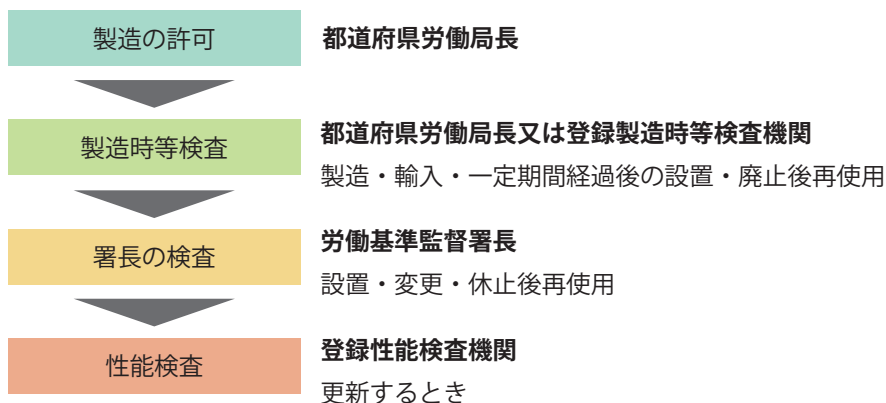 製造の許可
都道府県労働局長
製造時等検査
都道府県労働局長又は登録製造時等検査機関
製造・輸入・一定期間経過後の設置・廃止後再使用
署長の検査
労働基準監督署長
設置・変更・休止後再使用
性能検査
登録性能検査機関
更新するとき